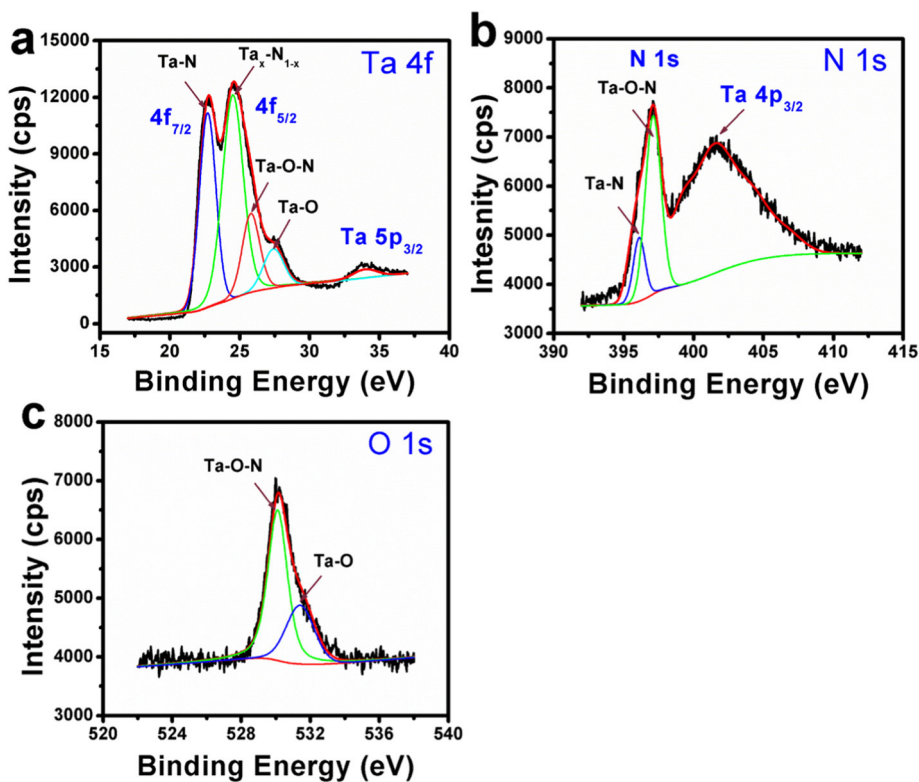 a
Ta 4f
Ta-N
Taₓ-N₁₋ₓ
4f₇/₂
4f₅/₂
Ta-O-N
Ta-O
Ta 5p₃/₂
15000
12000
9000
6000
3000
0
Intensity (cps)
15 20 25 30 35 40
Binding Energy (eV)
b
N 1s
N 1s
Ta-O-N
Ta 4p₃/₂
Ta-N
9000
8000
7000
6000
5000
4000
3000
Intesnity (cps)
390 395 400 405 410 415
Binding Energy (eV)
c
O 1s
Ta-O-N
Ta-O
8000
7000
6000
5000
4000
3000
Intensity (cps)
520 524 528 532 536 540
Binding Energy (eV)